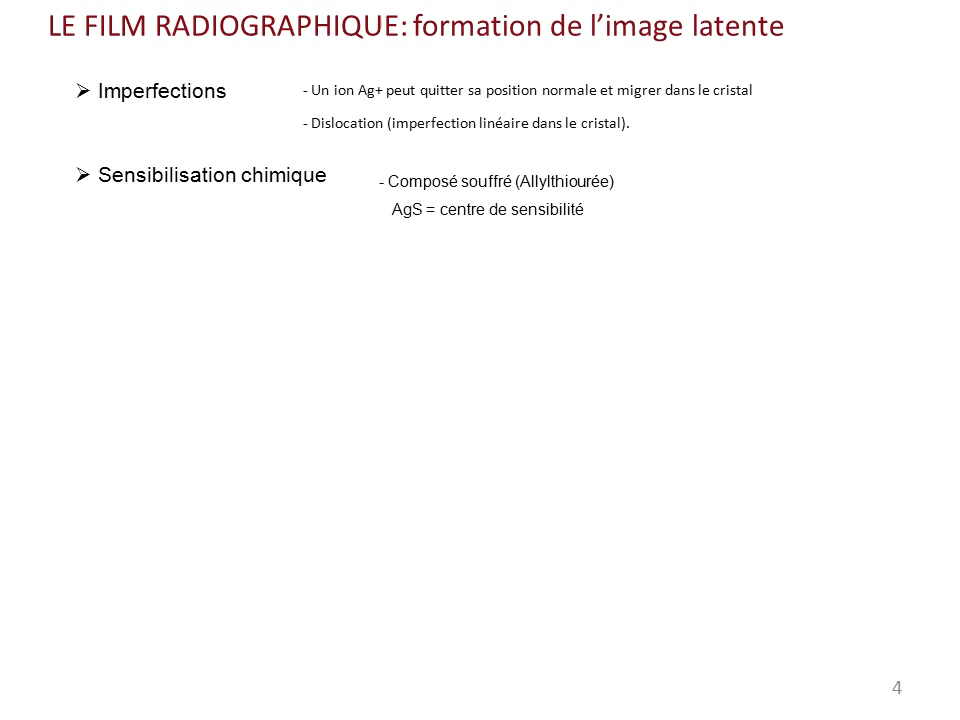 LE FILM RADIOGRAPHIQUE: formation de l’image latente
➢ Imperfections
- Un ion Ag+ peut quitter sa position normale et migrer dans le cristal
- Dislocation (imperfection linéaire dans le cristal).
➢ Sensibilisation chimique
- Composé souffré (Allylthiourée)
AgS = centre de sensibilité
4